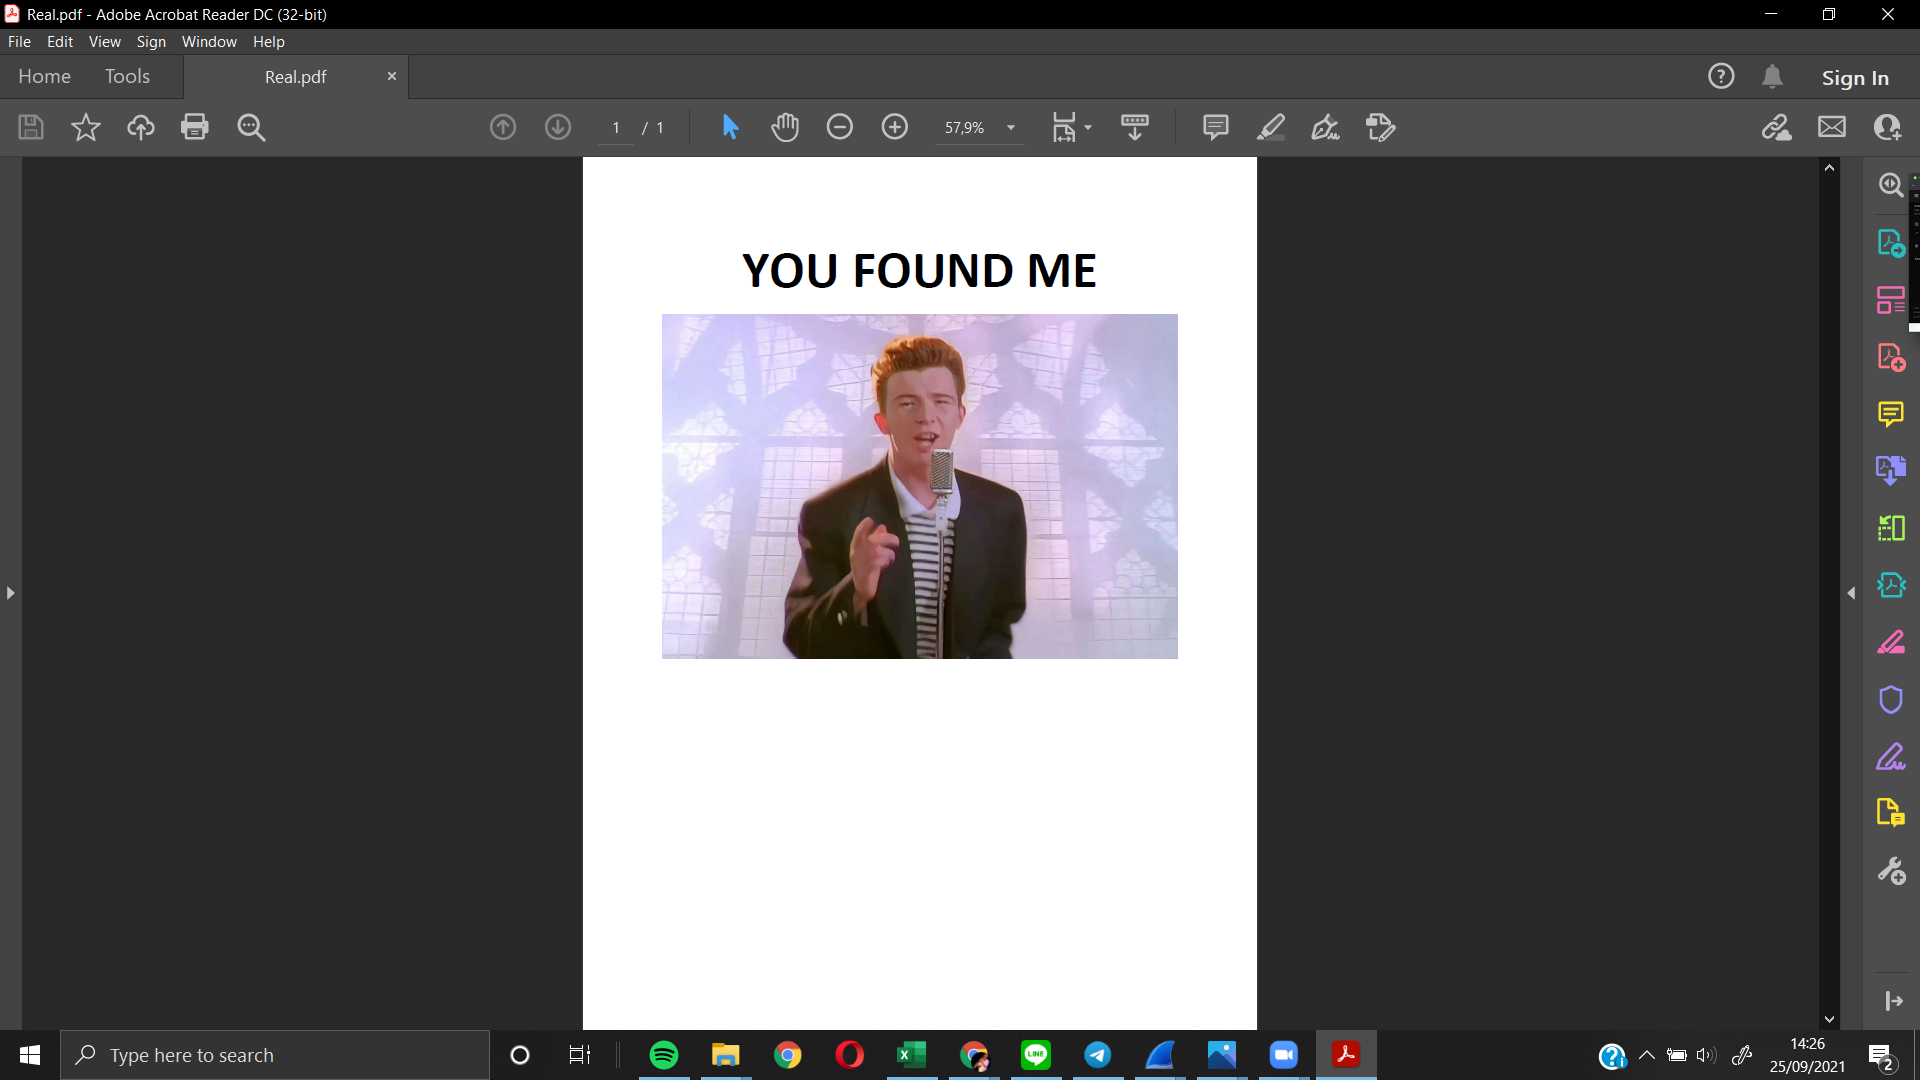 Real.pdf - Adobe Acrobat Reader DC (32-bit)
File Edit View Sign Window Help
Home Tools Real.pdf Sign In
1 / 1 57,9%
YOU FOUND ME
Type here to search
LINE
14:26
25/09/2021
2